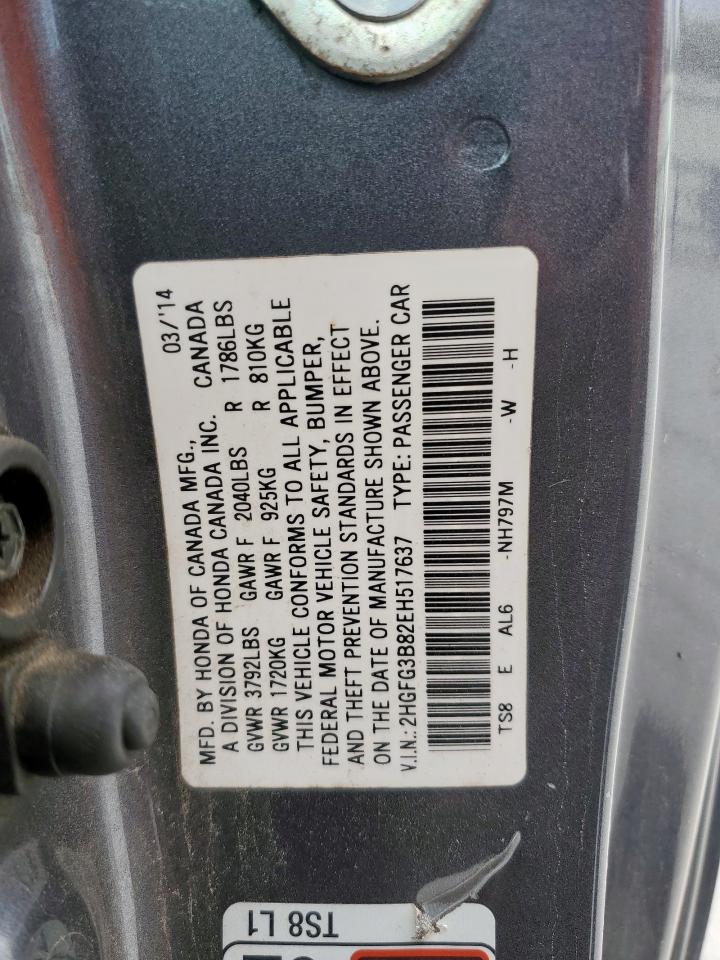 MFD. BY HONDA OF CANADA MFG., 03/'14
A DIVISION OF HONDA CANADA INC. CANADA
GVWR 3792LBS GAWR F 2040LBS R 1786LBS
GVWR 1720KG GAWR F 925KG R 810KG
THIS VEHICLE CONFORMS TO ALL APPLICABLE
FEDERAL MOTOR VEHICLE SAFETY, BUMPER,
AND THEFT PREVENTION STANDARDS IN EFFECT
ON THE DATE OF MANUFACTURE SHOWN ABOVE.
V.I.N.: 2HGFG3B82EH517637 TYPE: PASSENGER CAR
TS8 E AL6 -NH797M -W -H
TS8 L1